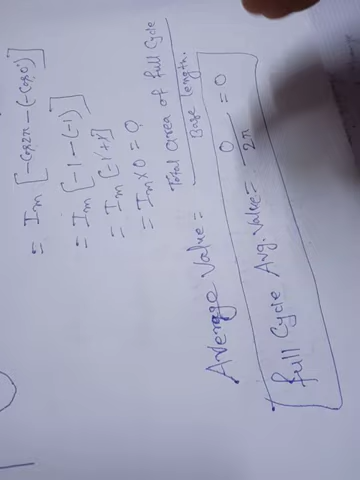 = Im [-cos2π-(-cos0°)]
= Im [-1-(-1)]
= Im [-1+1]
= Im×0 = 0
Average Value = Total area of full Cycle / Base length.
full Cycle Avg. Value = 0 / 2π = 0